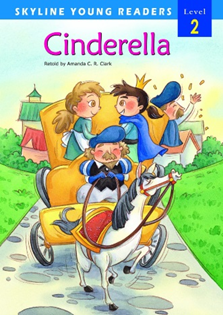 SKYLINE YOUNG READERS
Level
2
Cinderella
Retold by Amanda C. R. Clark